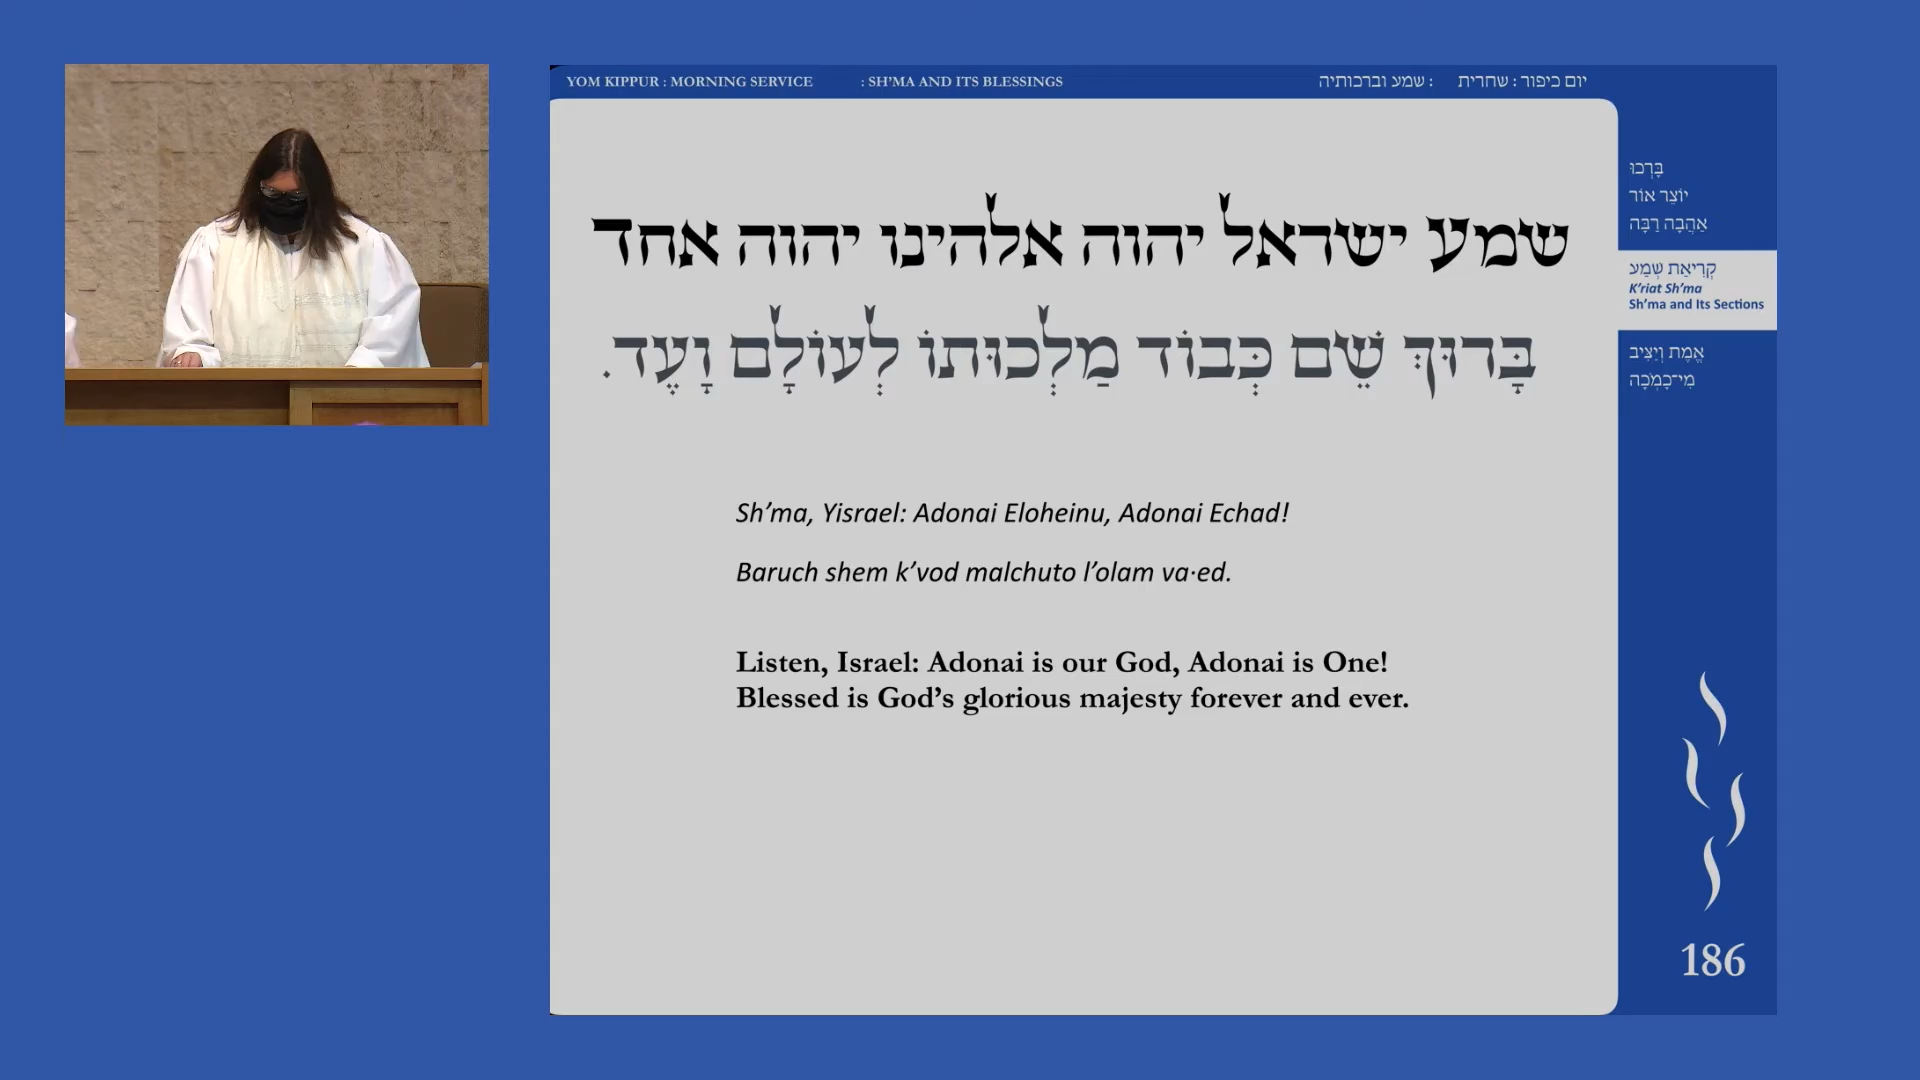 YOM KIPPUR : MORNING SERVICE : SH'MA AND ITS BLESSINGS
יום כיפור : שחרית : שמע וברכותיה
שמע ישראל יהוה אלהינו יהוה אחד
בָּרוּךְ שֵׁם כְּבוֹד מַלְכוּתוֹ לְעוֹלָם וָעֶד.
Sh’ma, Yisrael: Adonai Eloheinu, Adonai Echad!
Baruch shem k’vod malchuto l’olam va·ed.
Listen, Israel: Adonai is our God, Adonai is One!
Blessed is God’s glorious majesty forever and ever.
בָּרְכוּ
יוֹצֵר אוֹר
אַהֲבָה רַבָּה
קְרִיאַת שְׁמַע
K’riat Sh’ma
Sh’ma and Its Sections
אֱמֶת וְיַצִּיב
מִי־כָמֹכָה
186